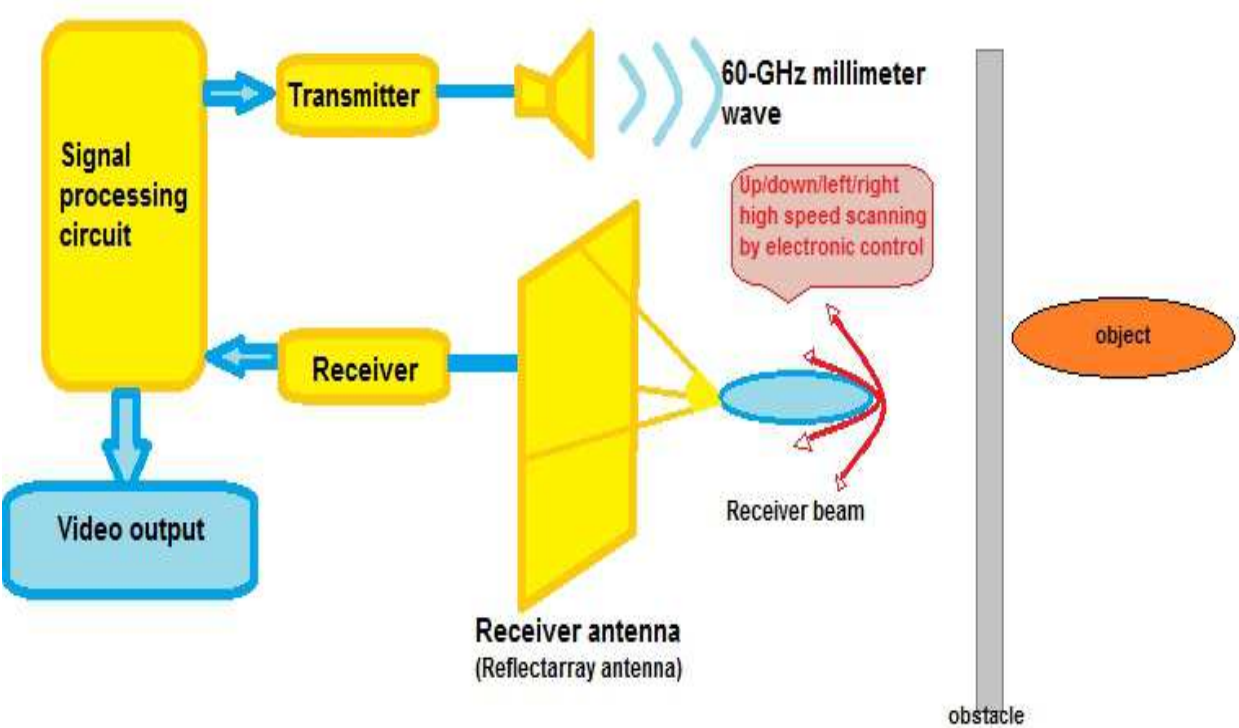 Signal
processing
circuit
Transmitter
60-GHz millimeter
wave
Up/down/left/right
high speed scanning
by electronic control
object
Receiver
Receiver beam
Video output
Receiver antenna
(Reflectarray antenna)
obstacle